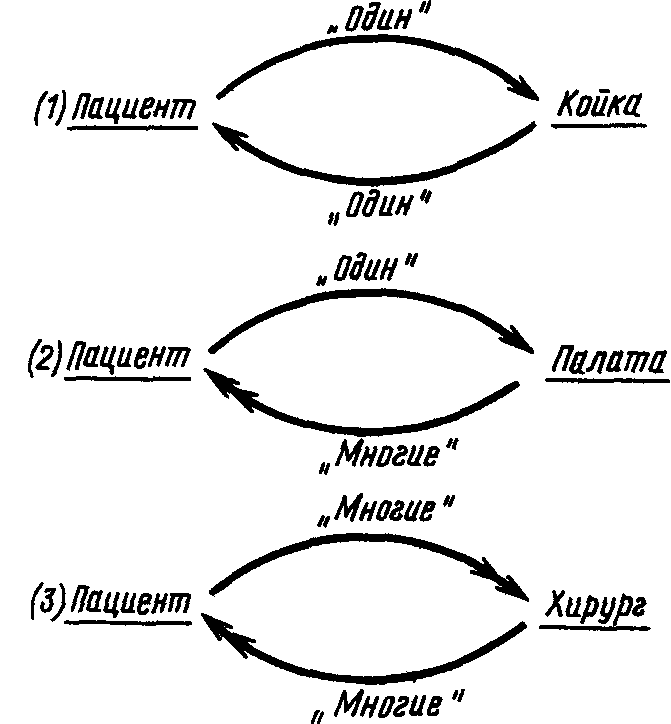 „Один"
(1) Пациент Койка
„Один"
„Один"
(2) Пациент Палата
„Многие"
„Многие"
(3) Пациент Хирург
„Многие"